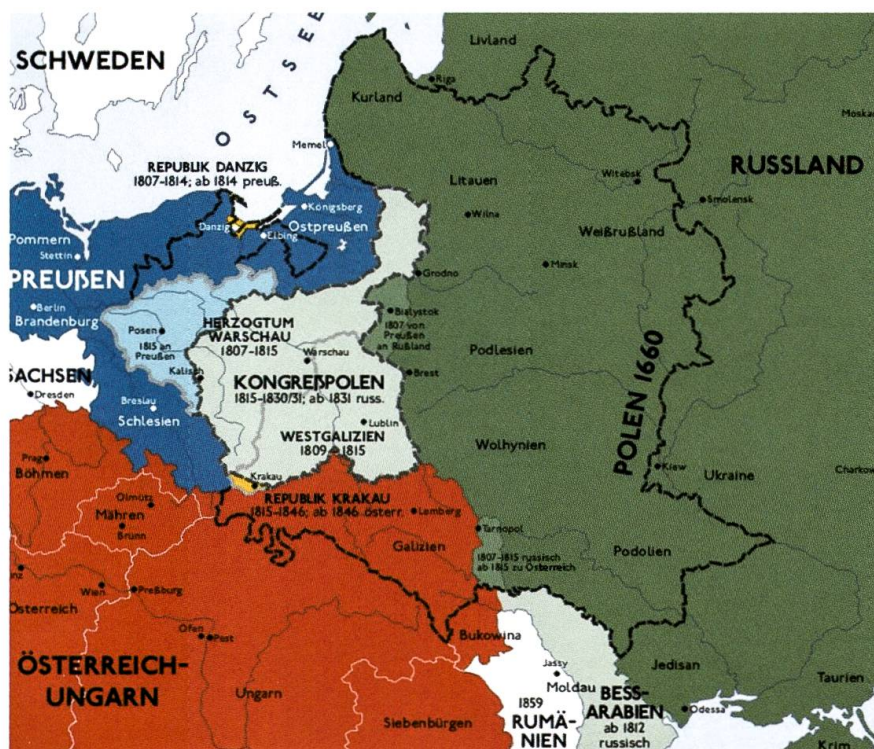 SCHWEDEN
OSTSEE
Livland
Riga
Kurland
Moskau
Memel
REPUBLIK DANZIG
1807-1814; ab 1814 preuß.
Litauen
Witebsk
RUSSLAND
Smolensk
Königsberg
Wilna
Danzig
Elbing
Ostpreußen
Weißrußland
Pommern
Stettin
Minsk
PREUßEN
Grodno
Berlin
Brandenburg
Bialystok
1807 von
Preußen
an Rußland
Posen
1815 an
Preußen
HERZOGTUM
WARSCHAU
1807-1815
Podlesien
Warschau
POLEN 1660
SACHSEN
Dresden
Kalisch
Brest
KONGREßPOLEN
1815-1830/31; ab 1831 russ.
Breslau
Schlesien
Lublin
WESTGALIZIEN
1809-1815
Wolhynien
Kiew
Ukraine
Charkow
Prag
Böhmen
Krakau
REPUBLIK KRAKAU
1815-1846; ab 1846 österr.
Olmütz
Mähren
Brünn
Lemberg
Tarnopol
Galizien
1807-1815 russisch
ab 1815 zu Österreich
Podolien
nz
Wien
Preßburg
Österreich
Ofen
Pest
Bukowina
ÖSTERREICH-
UNGARN
Ungarn
Jassy
Moldau
Jedisan
Taurien
BESS-
ARABIEN
ab 1812
russisch
Odessa
1859
RUMÄ-
NIEN
Siebenbürgen
Krim